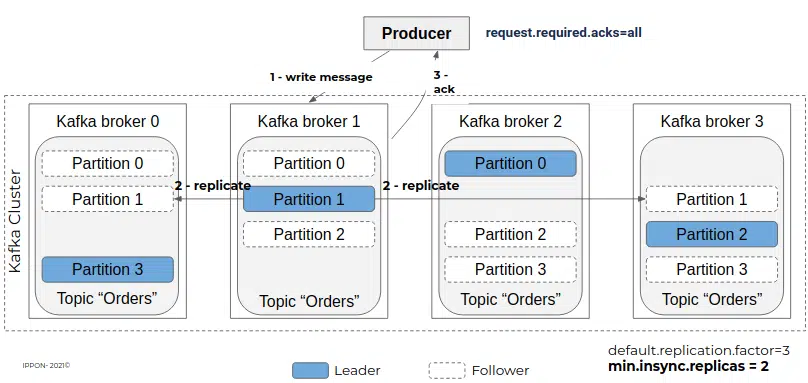 Producer
request.required.acks=all
1 - write message
3 -
ack
Kafka Cluster
Kafka broker 0
Partition 0
Partition 1
Partition 3
Topic “Orders”
2 - replicate
Kafka broker 1
Partition 0
Partition 1
Partition 2
Topic “Orders”
2 - replicate
Kafka broker 2
Partition 0
Partition 2
Partition 3
Topic “Orders”
Kafka broker 3
Partition 1
Partition 2
Partition 3
Topic “Orders”
default.replication.factor=3
min.insync.replicas = 2
IPPON- 2021©
Leader
Follower